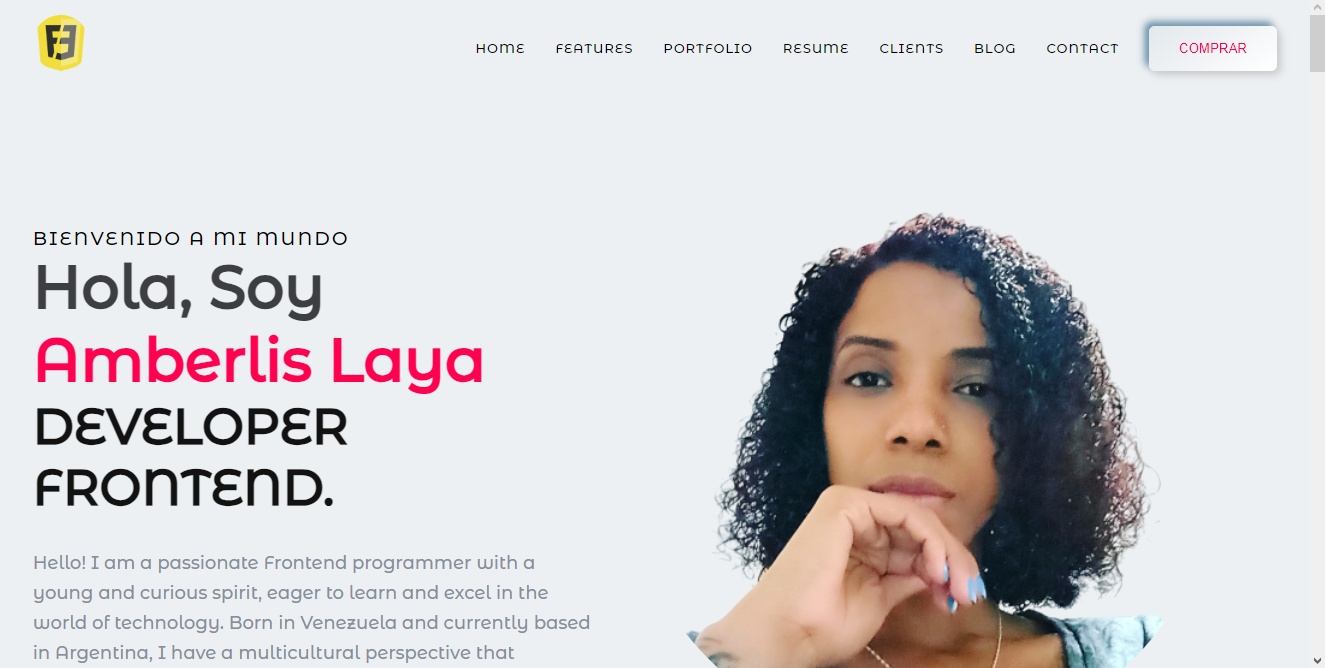 HOME FEATURES PORTFOLIO RESUME CLIENTS BLOG CONTACT COMPRAR
BIENVENIDO A MI MUNDO
Hola, Soy
Amberlis Laya
DEVELOPER
FRONTEND.
Hello! I am a passionate Frontend programmer with a
young and curious spirit, eager to learn and excel in the
world of technology. Born in Venezuela and currently based
in Argentina, I have a multicultural perspective that